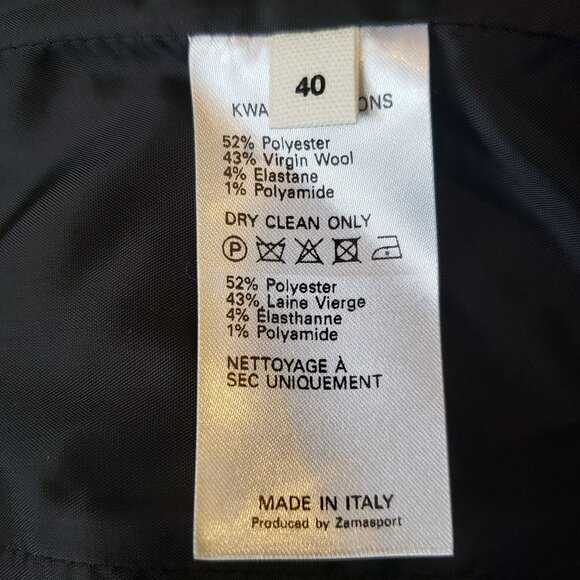 40
52% Polyester
43% Virgin Wool
4% Elastane
1% Polyamide
DRY CLEAN ONLY
P
52% Polyester
43% Laine Vierge
4% Élasthanne
1% Polyamide
NETTOYAGE À
SEC UNIQUEMENT
MADE IN ITALY
Produced by Zamasport